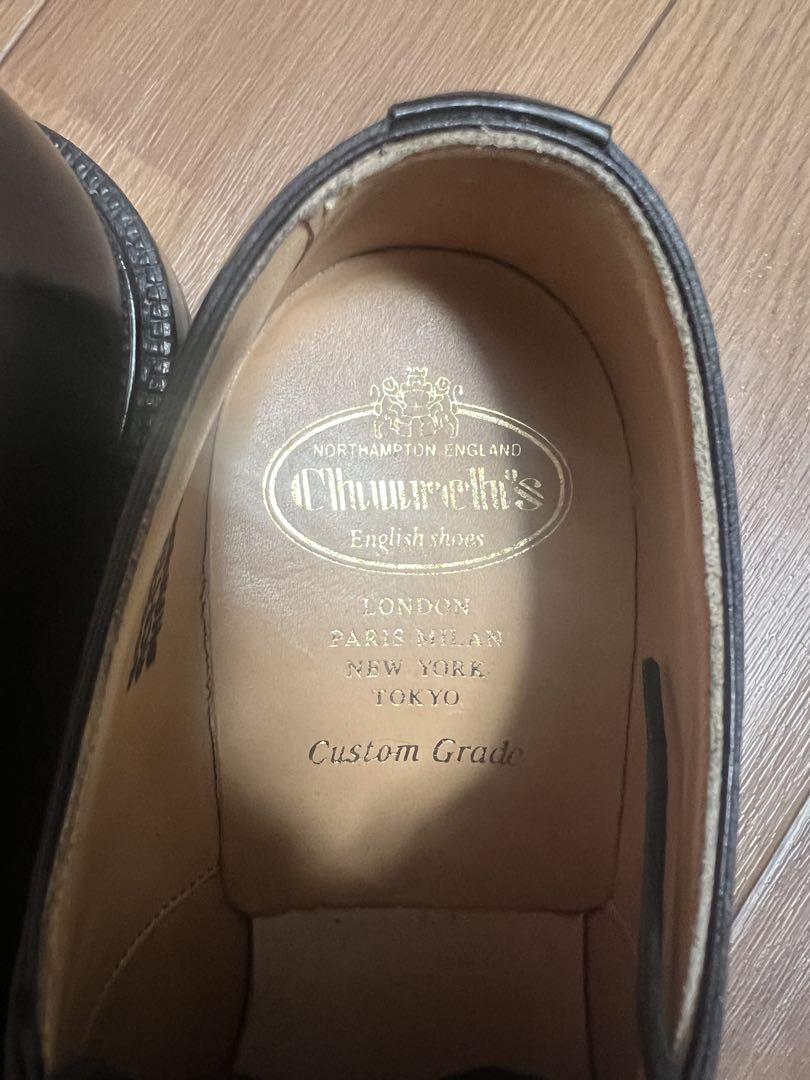 NORTHAMPTON ENGLAND
Church's
English shoes
LONDON
PARIS MILAN
NEW YORK
TOKYO
Custom Grade